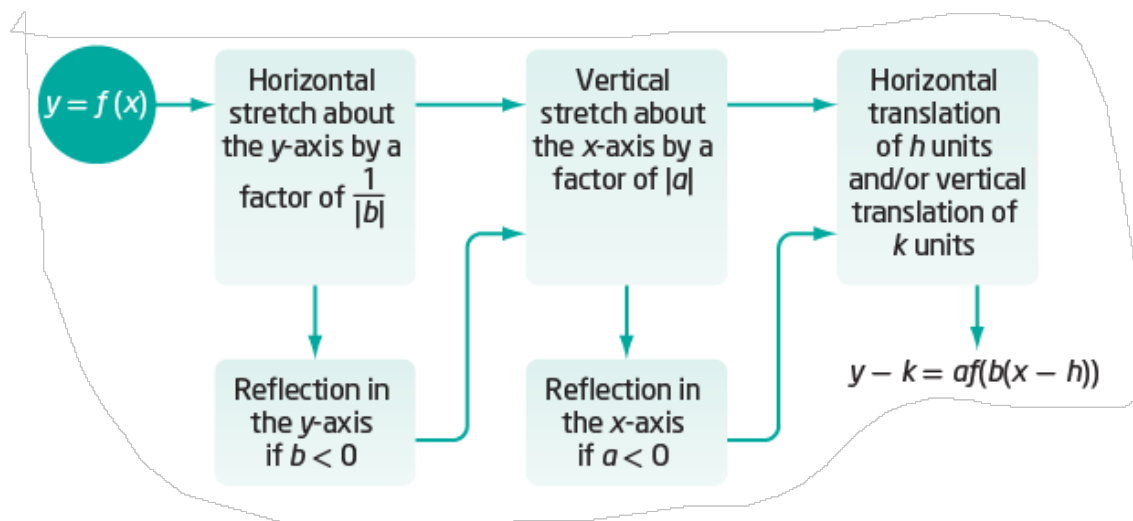 y = f (x)
Horizontal
stretch about
the y-axis by a
factor of 1/|b|
Vertical
stretch about
the x-axis by a
factor of |a|
Horizontal
translation
of h units
and/or vertical
translation of
k units
Reflection in
the y-axis
if b < 0
Reflection in
the x-axis
if a < 0
y – k = af(b(x – h))